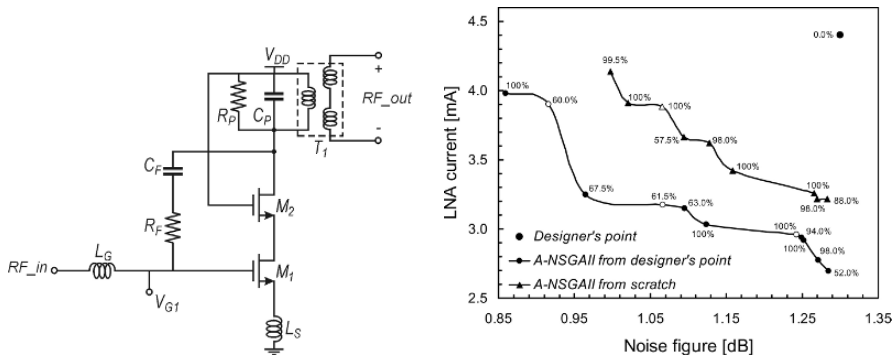 V_DD
+
RF_out
-
R_P
C_P
T_1
C_F
M_2
R_F
L_G
RF_in
M_1
V_G1
L_S
LNA current [mA]
4.5
4.0
3.5
3.0
2.5
0.0%
99.5%
100%
60.0%
100%
100%
57.5%
98.0%
100%
67.5%
61.5%
63.0%
100%
100%
98.0%
88.0%
100%
94.0%
100%
98.0%
52.0%
Designer's point
A-NSGAII from designer's point
A-NSGAII from scratch
0.85
0.95
1.05
1.15
1.25
1.35
Noise figure [dB]